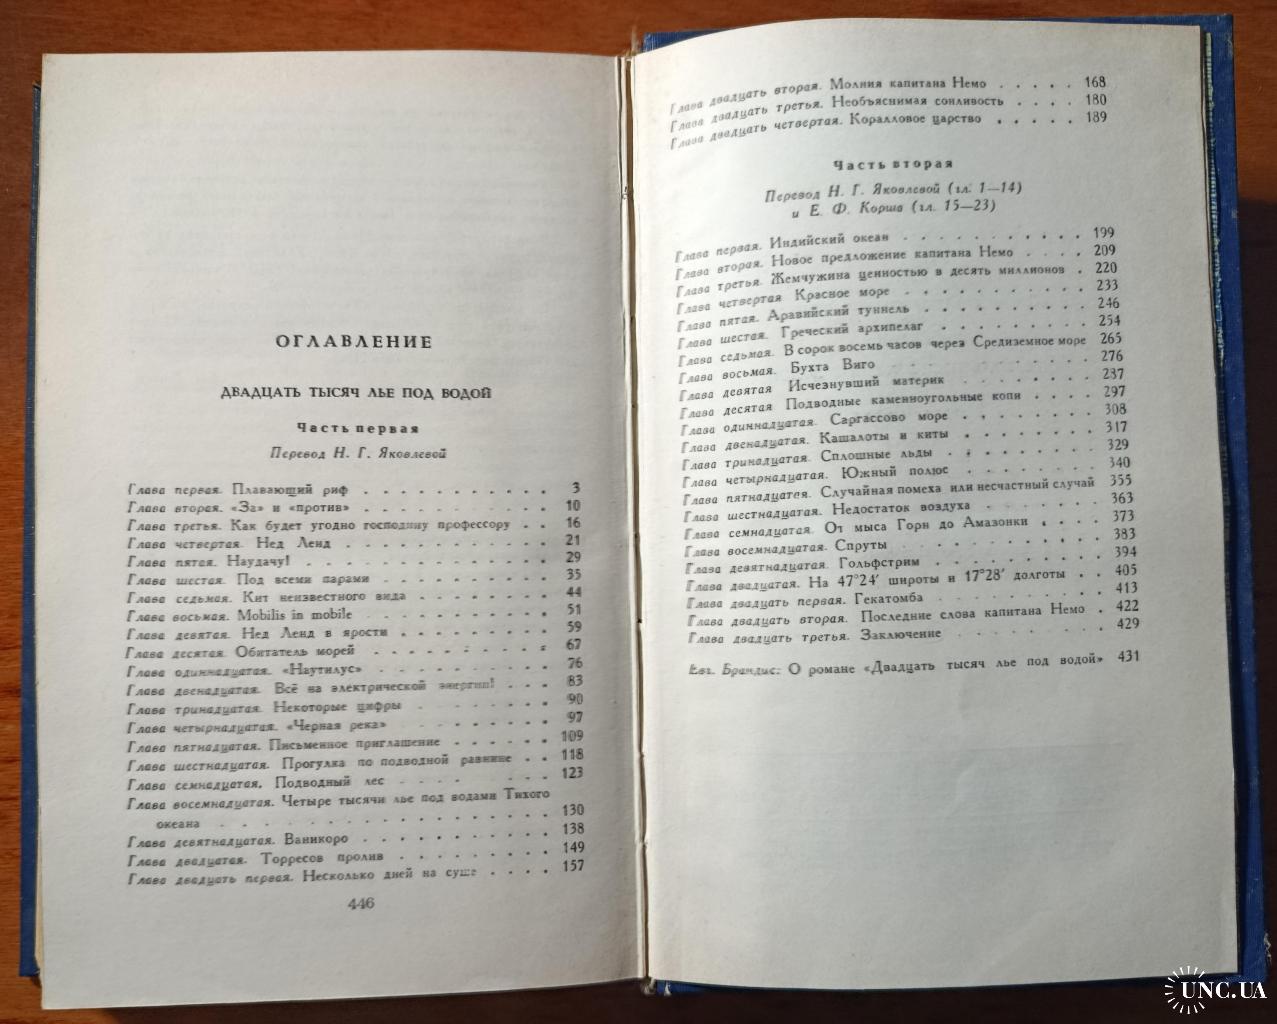 ОГЛАВЛЕНИЕ
ДВАДЦАТЬ ТЫСЯЧ ЛЬЕ ПОД ВОДОЙ
Часть первая
Перевод Н. Г. Яковлевой
Глава первая. Плавающий риф . . . . . . . . . . . 3
Глава вторая. «За» и «против» . . . . . . . . . . . 10
Глава третья. Как будет угодно господину профессору . . 16
Глава четвертая. Нед Ленд . . . . . . . . . . . . 21
Глава пятая. Наудачу! . . . . . . . . . . . . . 29
Глава шестая. Под всеми парами . . . . . . . . . . 35
Глава седьмая. Кит неизвестного вида . . . . . . . . 44
Глава восьмая. Mobilis in mobile . . . . . . . . . . 51
Глава девятая. Нед Ленд в ярости . . . . . . . . . 59
Глава десятая. Обитатель морей . . . . . . . . . . 67
Глава одиннадцатая. «Наутилус» . . . . . . . . . . 76
Глава двенадцатая. Всё на электрической энергии! . . . 83
Глава тринадцатая. Некоторые цифры . . . . . . . . 90
Глава четырнадцатая. «Черная река» . . . . . . . . 97
Глава пятнадцатая. Письменное приглашение . . . . . . 109
Глава шестнадцатая. Прогулка по подводной равнине . . 118
Глава семнадцатая. Подводный лес . . . . . . . 123
Глава восемнадцатая. Четыре тысячи лье под водами Тихого
океана . . . . . . . . . . . . . . . . . 130
Глава девятнадцатая. Ваникоро . . . . . . . . . . 138
Глава двадцатая. Торресов пролив . . . . . . . . . 149
Глава двадцать первая. Несколько дней на суше . . . . 157
446
Глава двадцать вторая. Молния капитана Немо . . . . . 168
Глава двадцать третья. Необъяснимая сонливость . . . . 180
Глава двадцать четвертая. Коралловое царство . . . . . 189
Часть вторая
Перевод Н. Г. Яковлевой (гл. 1—14)
и Е. Ф. Корша (гл. 15—23)
Глава первая. Индийский океан . . . . . . . . . . . 199
Глава вторая. Новое предложение капитана Немо . . . . 209
Глава третья. Жемчужина ценностью в десять миллионов . 220
Глава четвертая Красное море . . . . . . . . . . 233
Глава пятая. Аравийский туннель . . . . . . . . . 246
Глава шестая. Греческий архипелаг . . . . . . . . 254
Глава седьмая. В сорок восемь часов через Средиземное море 265
Глава восьмая. Бухта Виго . . . . . . . . . . . 276
Глава девятая Исчезнувший материк . . . . . . . . 287
Глава десятая Подводные каменноугольные копи . . . . 297
Глава одиннадцатая. Саргассово море . . . . . . . . 308
Глава двенадцатая. Кашалоты и киты . . . . . . . . 317
Глава тринадцатая. Сплошные льды . . . . . . . . 329
Глава четырнадцатая. Южный полюс . . . . . . . . 340
Глава пятнадцатая. Случайная помеха или несчастный случай 355
Глава шестнадцатая. Недостаток воздуха . . . . . . . 363
Глава семнадцатая. От мыса Горн до Амазонки . . . . 373
Глава восемнадцатая. Спруты . . . . . . . . . . . 383
Глава девятнадцатая. Гольфстрим . . . . . . . . . 394
Глава двадцатая. На 47°24′ широты и 17°28′ долготы . . 405
Глава двадцать первая. Гекатомба . . . . . . . . . 413
Глава двадцать вторая. Последние слова капитана Немо . 422
Глава двадцать третья. Заключение . . . . . . . . 429
Евг. Брандис: О романе «Двадцать тысяч лье под водой» 431
UNC.UA